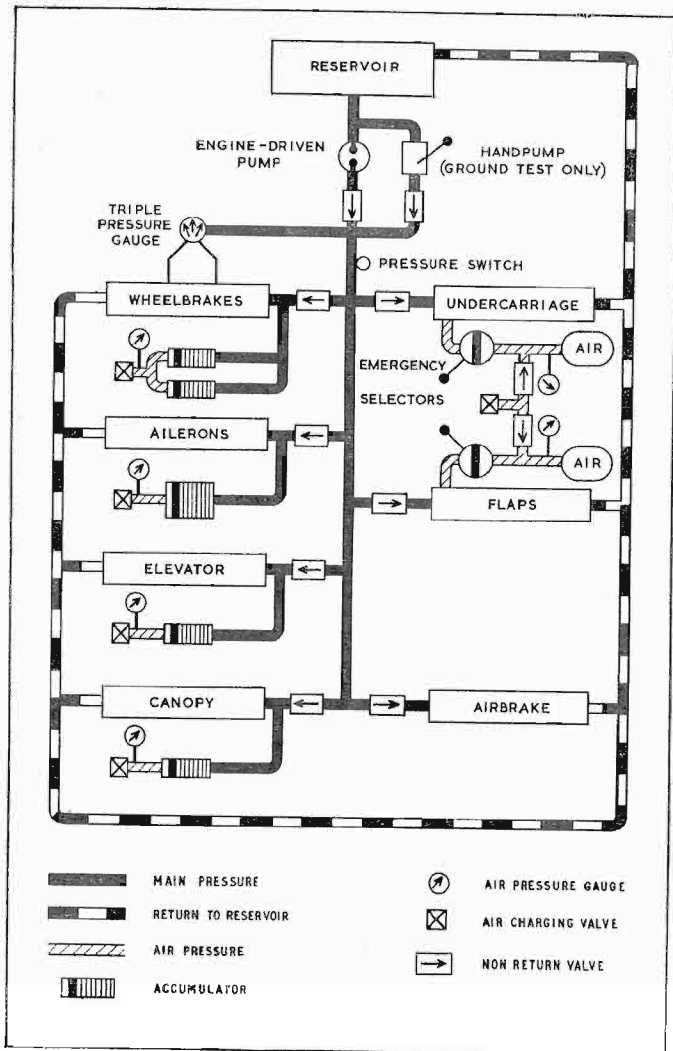 RESERVOIR
ENGINE-DRIVEN
PUMP
HANDPUMP
(GROUND TEST ONLY)
TRIPLE
PRESSURE
GAUGE
PRESSURE SWITCH
WHEELBRAKES
UNDERCARRIAGE
AIR
EMERGENCY
SELECTORS
AILERONS
AIR
FLAPS
ELEVATOR
CANOPY
AIRBRAKE
MAIN PRESSURE
RETURN TO RESERVOIR
AIR PRESSURE
ACCUMULATOR
AIR PRESSURE GAUGE
AIR CHARGING VALVE
NON RETURN VALVE